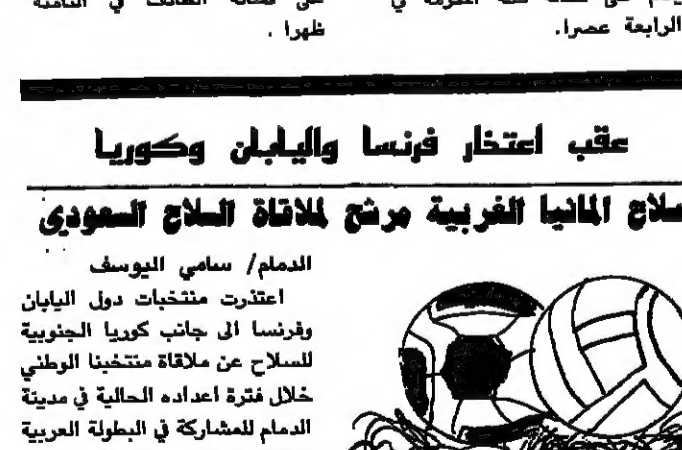 الرابعة عصرا.
ظهرا .
عقب اعتذار فرنسا واليابان وكوريا
سلاح المانيا الغربية مرشح لملاقاة السلاح السعودي
الدمام/ سامي اليوسف
اعتذرت منتخبات دول اليابان
وفرنسا الى جانب كوريا الجنوبية
للسلاح عن ملاقاة منتخبنا الوطني
خلال فترة اعداده الحالية في مدينة
الدمام للمشاركة في البطولة العربية